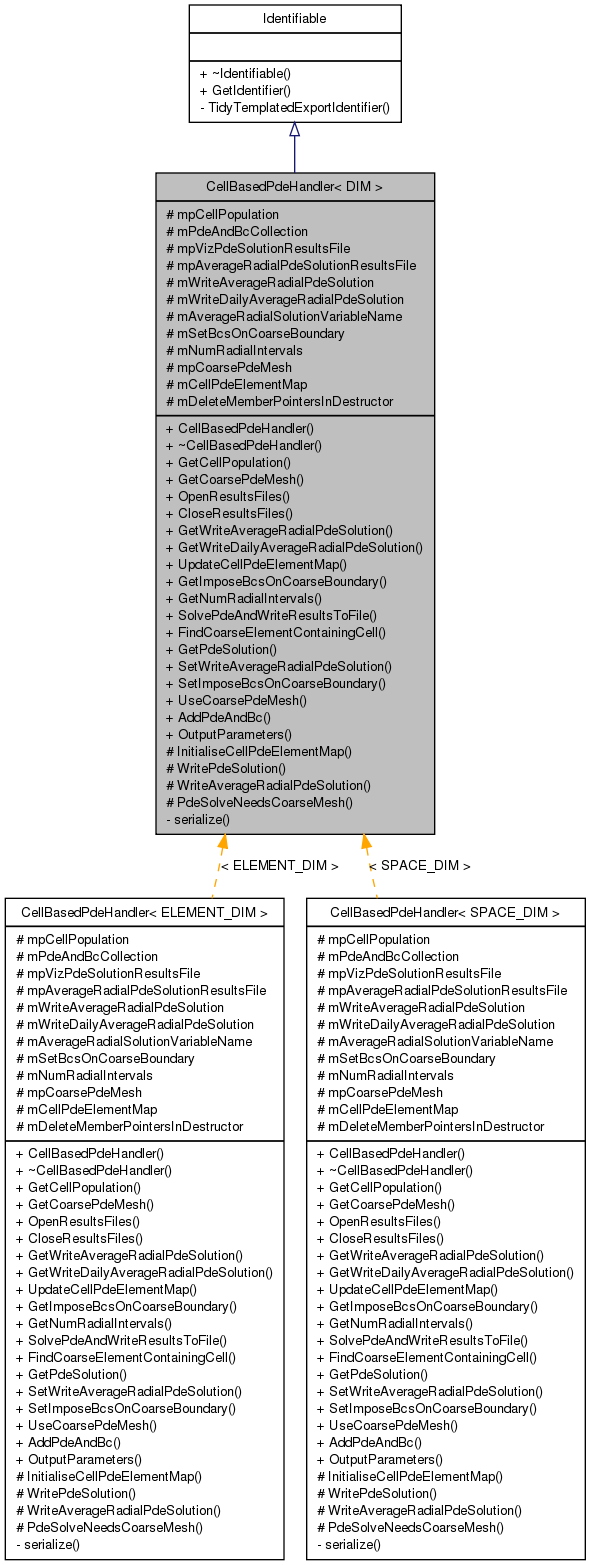 Identifiable
+ ~Identifiable()
+ GetIdentifier()
- TidyTemplatedExportIdentifier()
CellBasedPdeHandler< DIM >
# mpCellPopulation
# mPdeAndBcCollection
# mpVizPdeSolutionResultsFile
# mpAverageRadialPdeSolutionResultsFile
# mWriteAverageRadialPdeSolution
# mWriteDailyAverageRadialPdeSolution
# mAverageRadialSolutionVariableName
# mSetBcsOnCoarseBoundary
# mNumRadialIntervals
# mpCoarsePdeMesh
# mCellPdeElementMap
# mDeleteMemberPointersInDestructor
+ CellBasedPdeHandler()
+ ~CellBasedPdeHandler()
+ GetCellPopulation()
+ GetCoarsePdeMesh()
+ OpenResultsFiles()
+ CloseResultsFiles()
+ GetWriteAverageRadialPdeSolution()
+ GetWriteDailyAverageRadialPdeSolution()
+ UpdateCellPdeElementMap()
+ GetImposeBcsOnCoarseBoundary()
+ GetNumRadialIntervals()
+ SolvePdeAndWriteResultsToFile()
+ FindCoarseElementContainingCell()
+ GetPdeSolution()
+ SetWriteAverageRadialPdeSolution()
+ SetImposeBcsOnCoarseBoundary()
+ UseCoarsePdeMesh()
+ AddPdeAndBc()
+ OutputParameters()
# InitialiseCellPdeElementMap()
# WritePdeSolution()
# WriteAverageRadialPdeSolution()
# PdeSolveNeedsCoarseMesh()
- serialize()
< ELEMENT_DIM >
< SPACE_DIM >
CellBasedPdeHandler< ELEMENT_DIM >
# mpCellPopulation
# mPdeAndBcCollection
# mpVizPdeSolutionResultsFile
# mpAverageRadialPdeSolutionResultsFile
# mWriteAverageRadialPdeSolution
# mWriteDailyAverageRadialPdeSolution
# mAverageRadialSolutionVariableName
# mSetBcsOnCoarseBoundary
# mNumRadialIntervals
# mpCoarsePdeMesh
# mCellPdeElementMap
# mDeleteMemberPointersInDestructor
+ CellBasedPdeHandler()
+ ~CellBasedPdeHandler()
+ GetCellPopulation()
+ GetCoarsePdeMesh()
+ OpenResultsFiles()
+ CloseResultsFiles()
+ GetWriteAverageRadialPdeSolution()
+ GetWriteDailyAverageRadialPdeSolution()
+ UpdateCellPdeElementMap()
+ GetImposeBcsOnCoarseBoundary()
+ GetNumRadialIntervals()
+ SolvePdeAndWriteResultsToFile()
+ FindCoarseElementContainingCell()
+ GetPdeSolution()
+ SetWriteAverageRadialPdeSolution()
+ SetImposeBcsOnCoarseBoundary()
+ UseCoarsePdeMesh()
+ AddPdeAndBc()
+ OutputParameters()
# InitialiseCellPdeElementMap()
# WritePdeSolution()
# WriteAverageRadialPdeSolution()
# PdeSolveNeedsCoarseMesh()
- serialize()
CellBasedPdeHandler< SPACE_DIM >
# mpCellPopulation
# mPdeAndBcCollection
# mpVizPdeSolutionResultsFile
# mpAverageRadialPdeSolutionResultsFile
# mWriteAverageRadialPdeSolution
# mWriteDailyAverageRadialPdeSolution
# mAverageRadialSolutionVariableName
# mSetBcsOnCoarseBoundary
# mNumRadialIntervals
# mpCoarsePdeMesh
# mCellPdeElementMap
# mDeleteMemberPointersInDestructor
+ CellBasedPdeHandler()
+ ~CellBasedPdeHandler()
+ GetCellPopulation()
+ GetCoarsePdeMesh()
+ OpenResultsFiles()
+ CloseResultsFiles()
+ GetWriteAverageRadialPdeSolution()
+ GetWriteDailyAverageRadialPdeSolution()
+ UpdateCellPdeElementMap()
+ GetImposeBcsOnCoarseBoundary()
+ GetNumRadialIntervals()
+ SolvePdeAndWriteResultsToFile()
+ FindCoarseElementContainingCell()
+ GetPdeSolution()
+ SetWriteAverageRadialPdeSolution()
+ SetImposeBcsOnCoarseBoundary()
+ UseCoarsePdeMesh()
+ AddPdeAndBc()
+ OutputParameters()
# InitialiseCellPdeElementMap()
# WritePdeSolution()
# WriteAverageRadialPdeSolution()
# PdeSolveNeedsCoarseMesh()
- serialize()